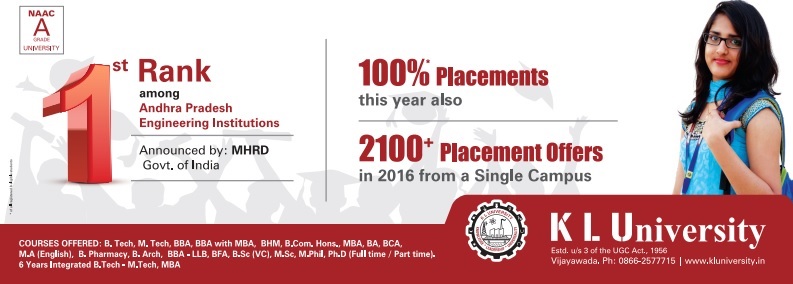 NAAC
A
GRADE
UNIVERSITY
1st Rank
among
Andhra Pradesh
Engineering Institutions
Announced by: MHRD
Govt. of India
100%* Placements
this year also
2100+ Placement Offers
in 2016 from a Single Campus
COURSES OFFERED: B. Tech, M. Tech, BBA, BBA with MBA, BHM, B.Com. Hons., MBA, BA, BCA,
M.A (English), B. Pharmacy, B. Arch, BBA - LLB, BFA, B.Sc (VC), M.Sc, M.Phil, Ph.D (Full time / Part time).
6 Years Integrated B.Tech - M.Tech, MBA
K L University
Estd. u/s 3 of the UGC Act., 1956
Vijayawada. Ph: 0866-2577715 | www.kluniversity.in